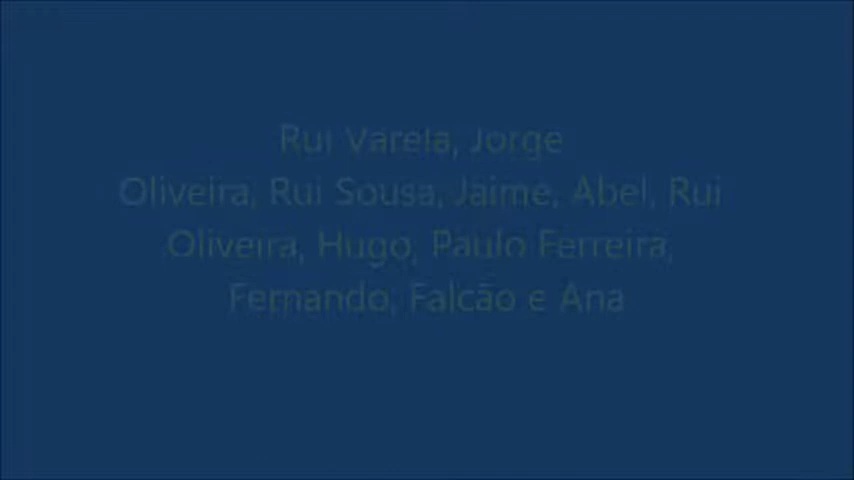 Rui Varela, Jorge
Oliveira, Rui Sousa, Jaime, Abel, Rui
Oliveira, Hugo, Paulo Ferreira,
Fernando, Falcão e Ana